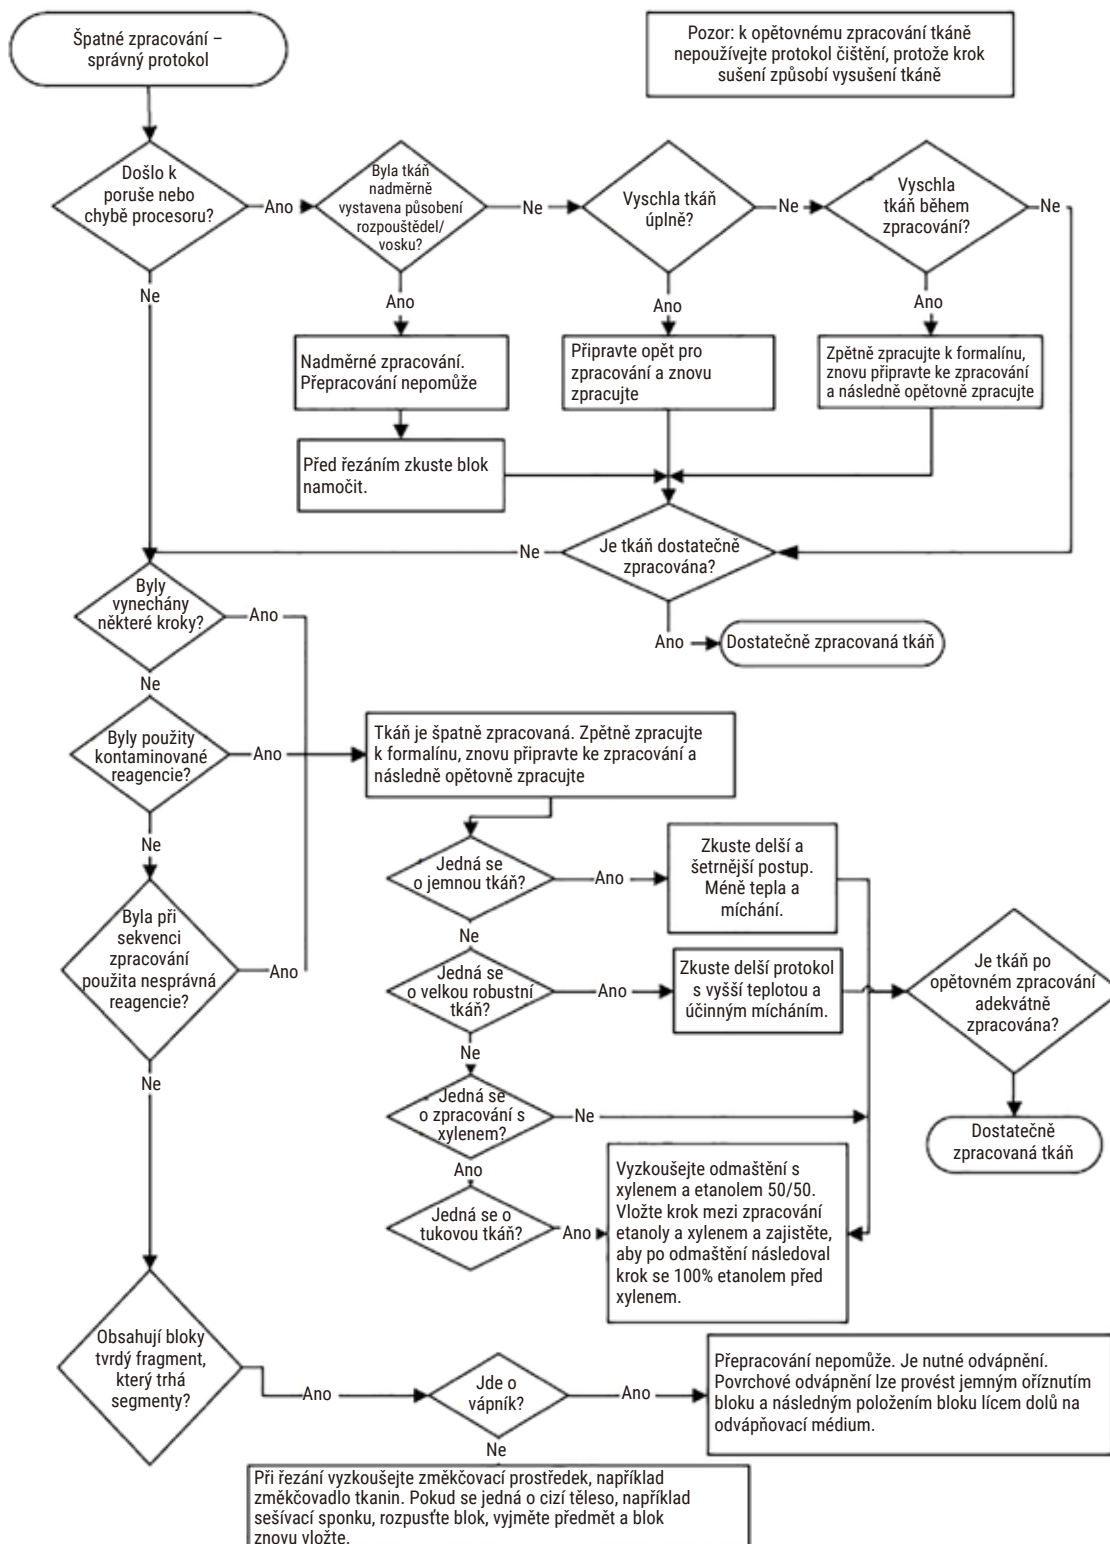 Špatné zpracování –
správný protokol
Pozor: k opětovnému zpracování tkáně
nepoužívejte protokol čištění, protože krok
sušení způsobí vysušení tkáně
Došlo k
poruše nebo
chybě procesoru?
Ano
Byla tkáň
nadměrně
vystavena působení
rozpouštědel/
vosku?
Ne
Vyschla tkáň
úplně?
Ne
Vyschla
tkáň během
zpracování?
Ne
Ne
Ano
Ano
Ano
Nadměrné zpracování.
Přepracování nepomůže
Připravte opět pro
zpracování a znovu
zpracujte
Zpětně zpracujte k formalínu,
znovu připravte ke zpracování
a následně opětovně zpracujte
Před řezáním zkuste blok
namočit.
Je tkáň dostatečně
zpracována?
Ne
Ano
Dostatečně zpracovaná tkáň
Byly
vynechány
některé kroky?
Ano
Ne
Byly použity
kontaminované
reagencie?
Ano
Tkáň je špatně zpracovaná. Zpětně zpracujte
k formalínu, znovu připravte ke zpracování a
následně opětovně zpracujte
Ne
Byla při
sekvenci
zpracování
použita nesprávná
reagencie?
Ano
Ne
Jedná se
o jemnou tkáň?
Ano
Zkuste delší a
šetrnější postup.
Méně tepla a
míchání.
Ne
Jedná se
o velkou robustní
tkáň?
Ano
Zkuste delší protokol
s vyšší teplotou a
účinným mícháním.
Je tkáň po
opětovném zpracování
adekvátně
zpracována?
Ne
Jedná se
o zpracování s
xylenem?
Ne
Dostatečně
zpracovaná tkáň
Ano
Jedná se o
tukovou tkáň?
Ano
Vyzkoušejte odmaštění s
xylenem a etanolem 50/50.
Vložte krok mezi zpracování
etanoly a xylenem a zajistěte,
aby po odmaštění následoval
krok se 100% etanolem před
xylenem.
Obsahují bloky
tvrdý fragment,
který trhá
segmenty?
Ano
Jde o
vápník?
Ano
Přepracování nepomůže. Je nutné odvápnění.
Povrchové odvápnění lze provést jemným oříznutím
bloku a následným položením bloku lícem dolů na
odvápňovací médium.
Ne
Při řezání vyzkoušejte změkčovací prostředek, například
změkčovadlo tkanin. Pokud se jedná o cizí těleso, například
sešívací sponku, rozpusťte blok, vyjměte předmět a blok
znovu vložte.